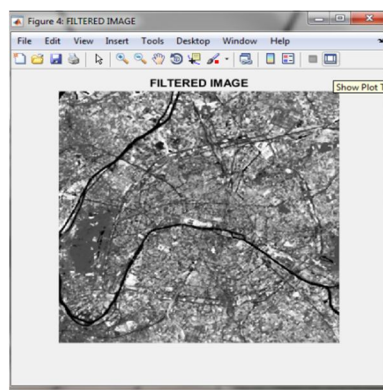 Figure 4: FILTERED IMAGE
File Edit View Insert Tools Desktop Window Help
Show Plot T
FILTERED IMAGE